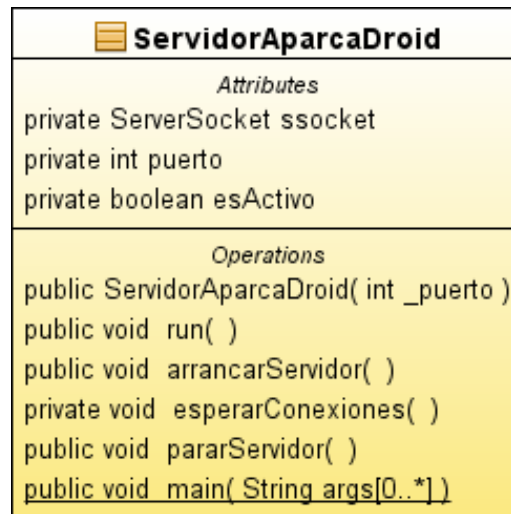 ServidorAparcaDroid
Attributes
private ServerSocket ssocket
private int puerto
private boolean esActivo
Operations
public ServidorAparcaDroid( int _puerto )
public void run( )
public void arrancarServidor( )
private void esperarConexiones( )
public void pararServidor( )
public void main( String args[0..*] )